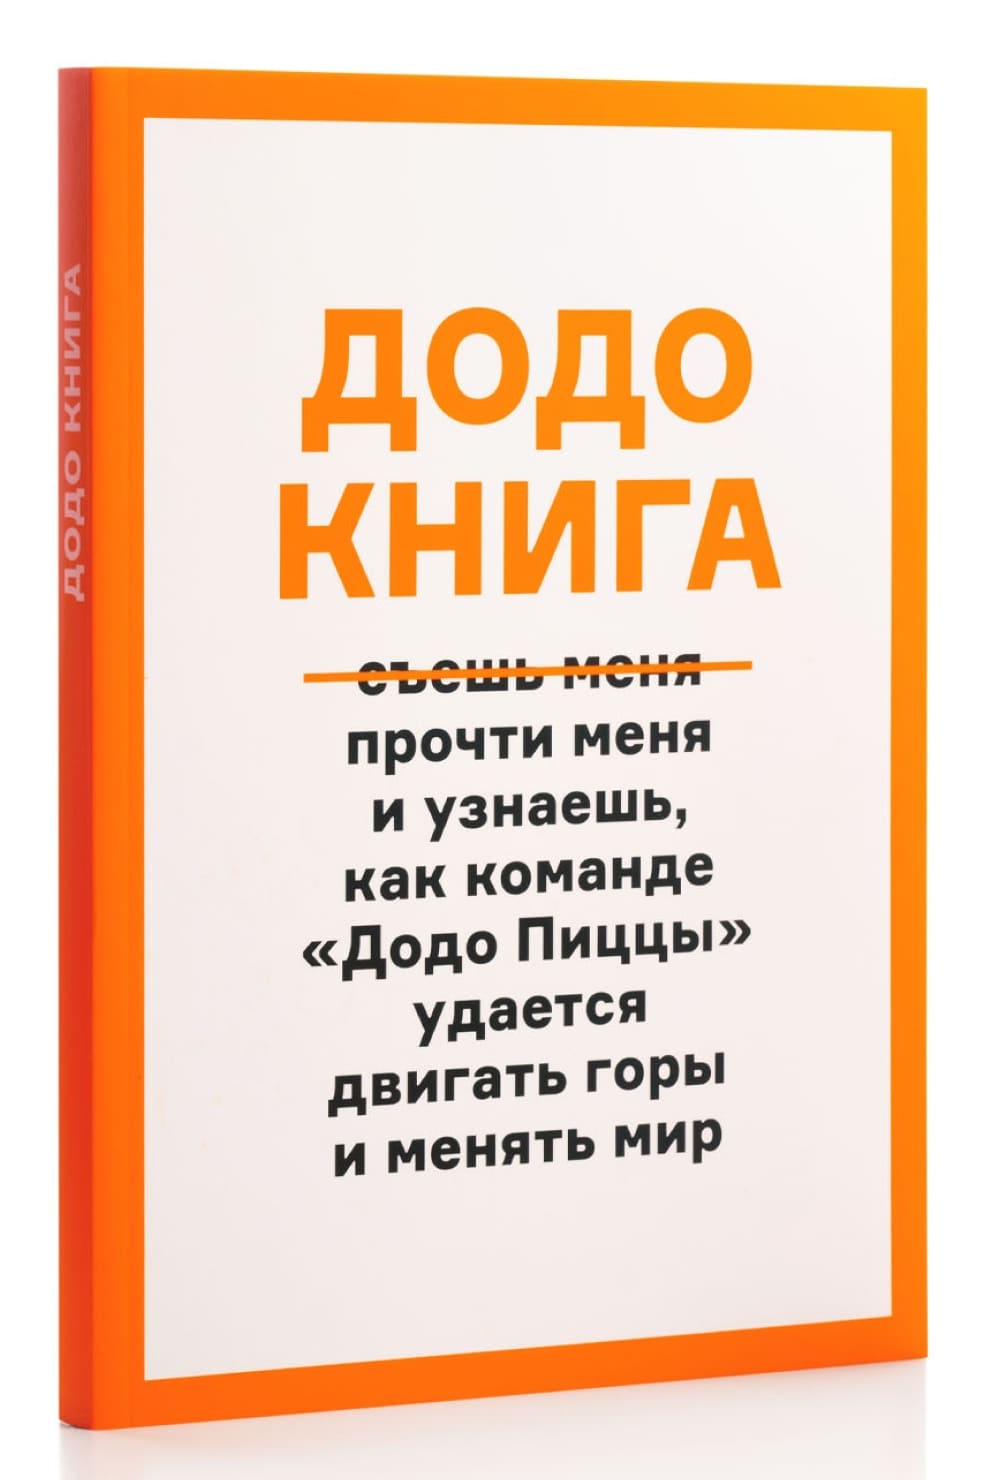 ДОДО КНИГА
ДОДО
КНИГА
съешь меня
прочти меня
и узнаешь,
как команде
«Додо Пиццы»
удается
двигать горы
и менять мир